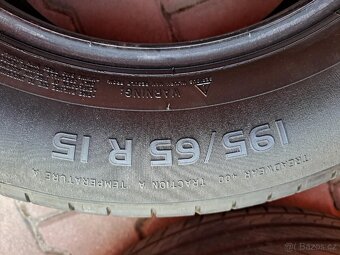 WARNING
195/65 R 15
TREADWEAR 400 TRACTION A TEMPERATURE A
Bazos.cz